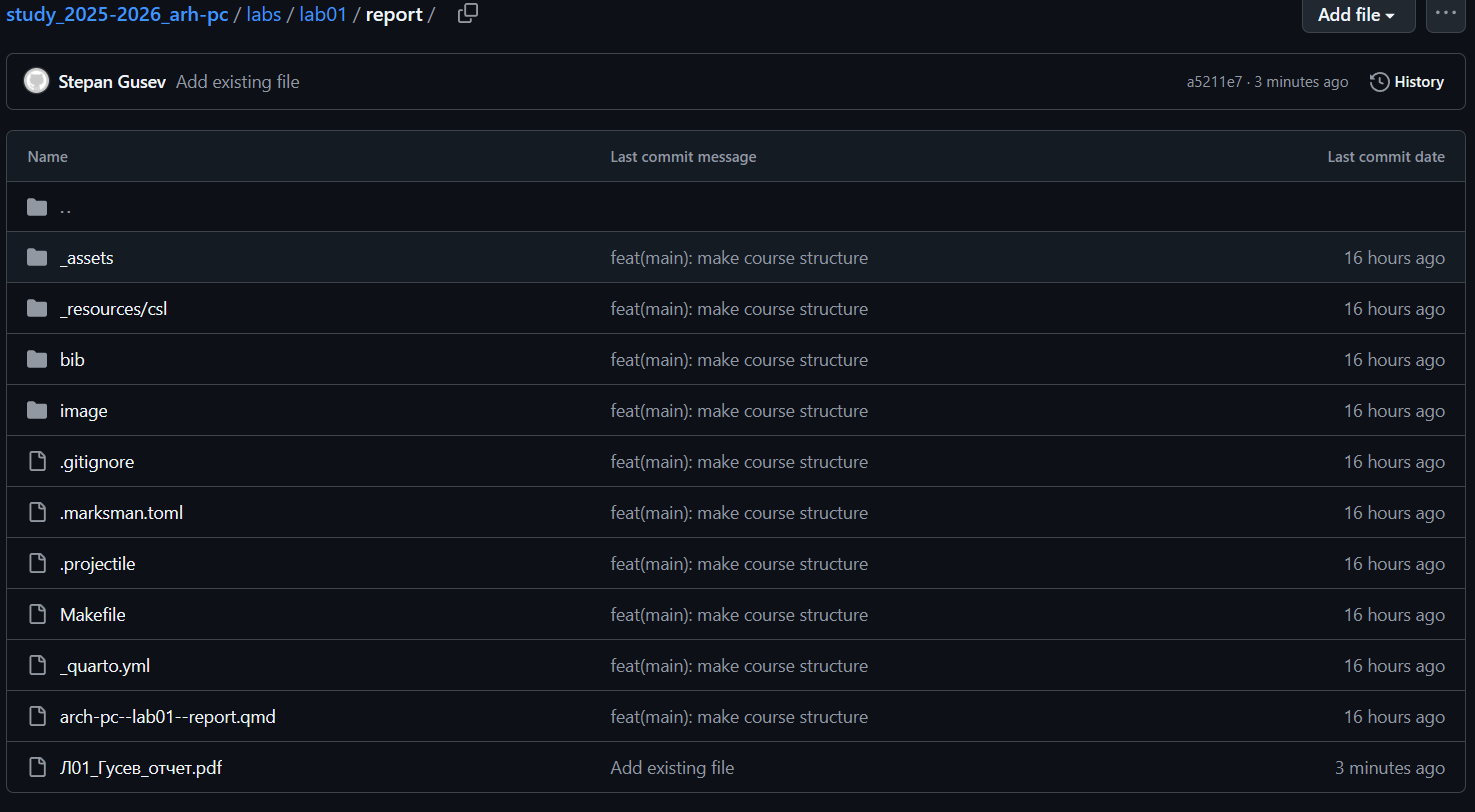 study_2025-2026_arh-pc / labs / lab01 / report / Add file ···
Stepan Gusev Add existing file a5211e7 · 3 minutes ago History
Name Last commit message Last commit date
..
_assets feat(main): make course structure 16 hours ago
_resources/csl feat(main): make course structure 16 hours ago
bib feat(main): make course structure 16 hours ago
image feat(main): make course structure 16 hours ago
.gitignore feat(main): make course structure 16 hours ago
.marksman.toml feat(main): make course structure 16 hours ago
.projectile feat(main): make course structure 16 hours ago
Makefile feat(main): make course structure 16 hours ago
_quarto.yml feat(main): make course structure 16 hours ago
arch-pc--lab01--report.qmd feat(main): make course structure 16 hours ago
Л01_Гусев_отчет.pdf Add existing file 3 minutes ago